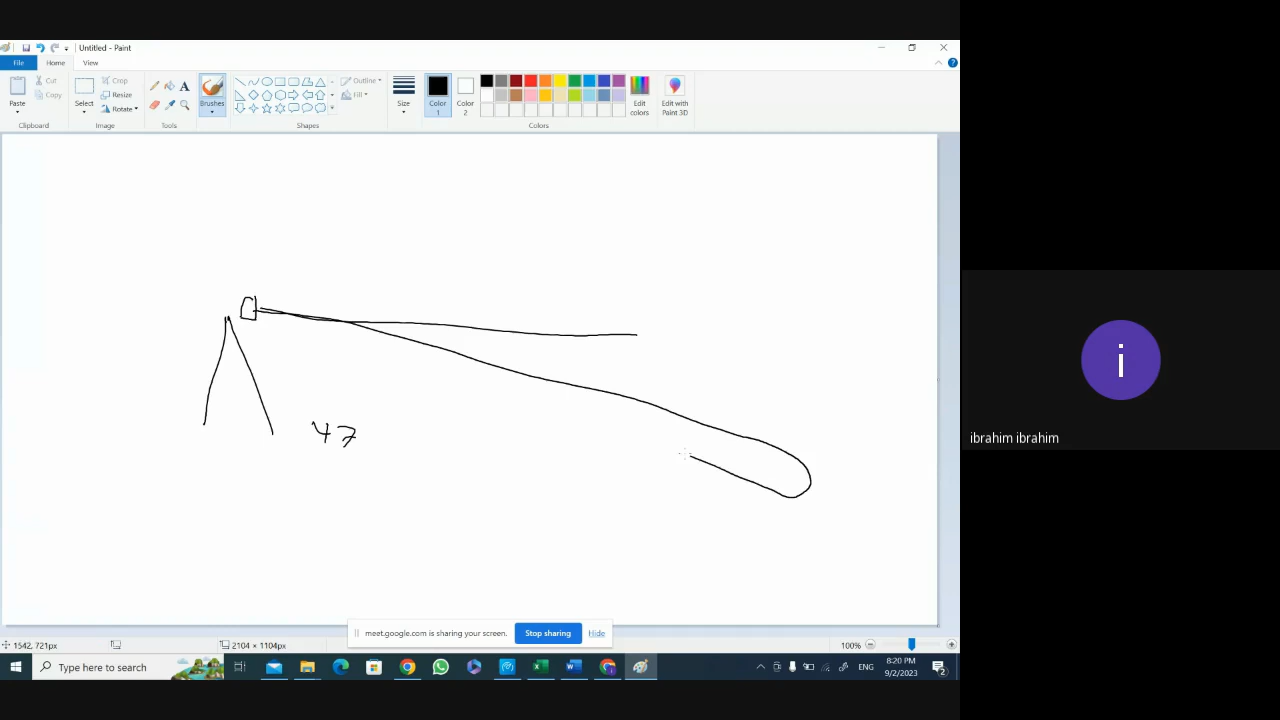 Untitled - Paint
File Home View
Paste
Clipboard
Select
Crop
Resize
Rotate
Image
A
Tools
Brushes
Outline
Fill
Shapes
Size
Color 1
Color 2
Edit colors
Colors
Edit with Paint 3D
47
i
ibrahim ibrahim
meet.google.com is sharing your screen. Stop sharing Hide
1542, 721px 2104 × 1104px 100%
Type here to search
ENG
8:20 PM
9/2/2023
2